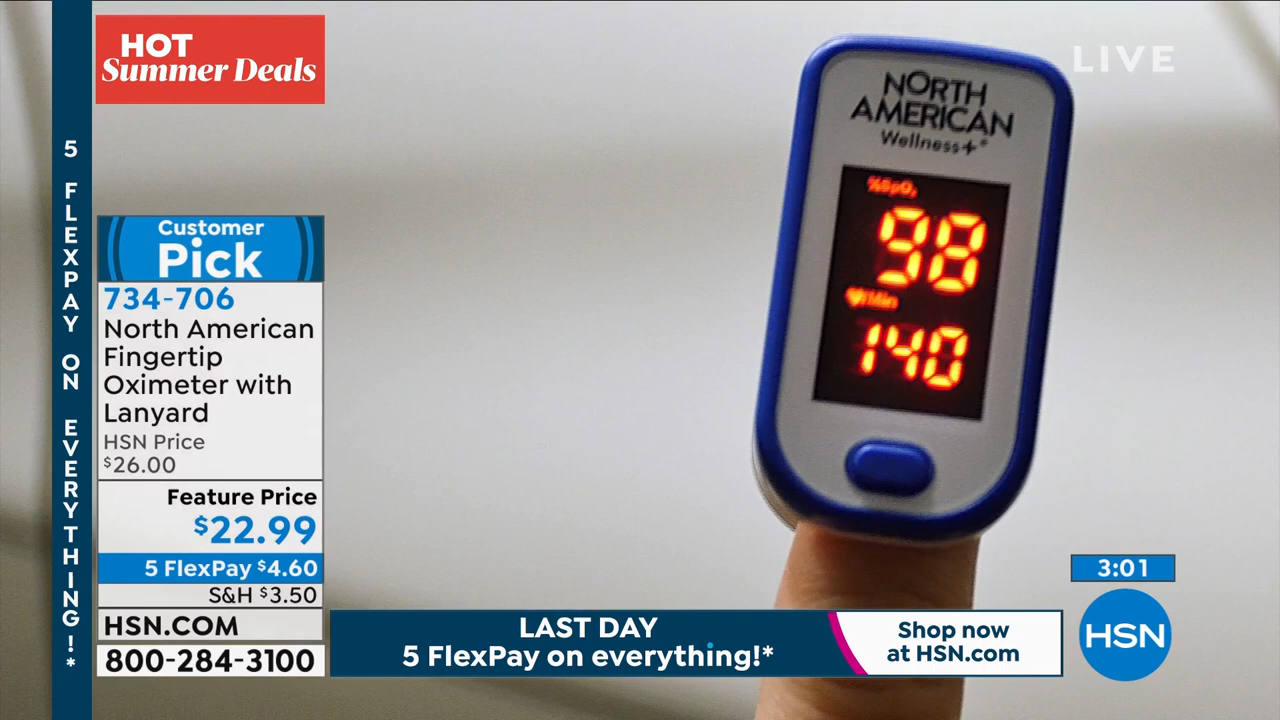 HOT
Summer Deals
LIVE
5 FLEXPAY ON EVERYTHING!*
Customer
Pick
734-706
North American
Fingertip
Oximeter with
Lanyard
HSN Price
$26.00
Feature Price
$22.99
5 FlexPay $4.60
S&H $3.50
HSN.COM
800-284-3100
NORTH
AMERICAN
Wellness+®
%SpO₂
98
/Min
140
3:01
LAST DAY
5 FlexPay on everything!*
Shop now
at HSN.com
HSN